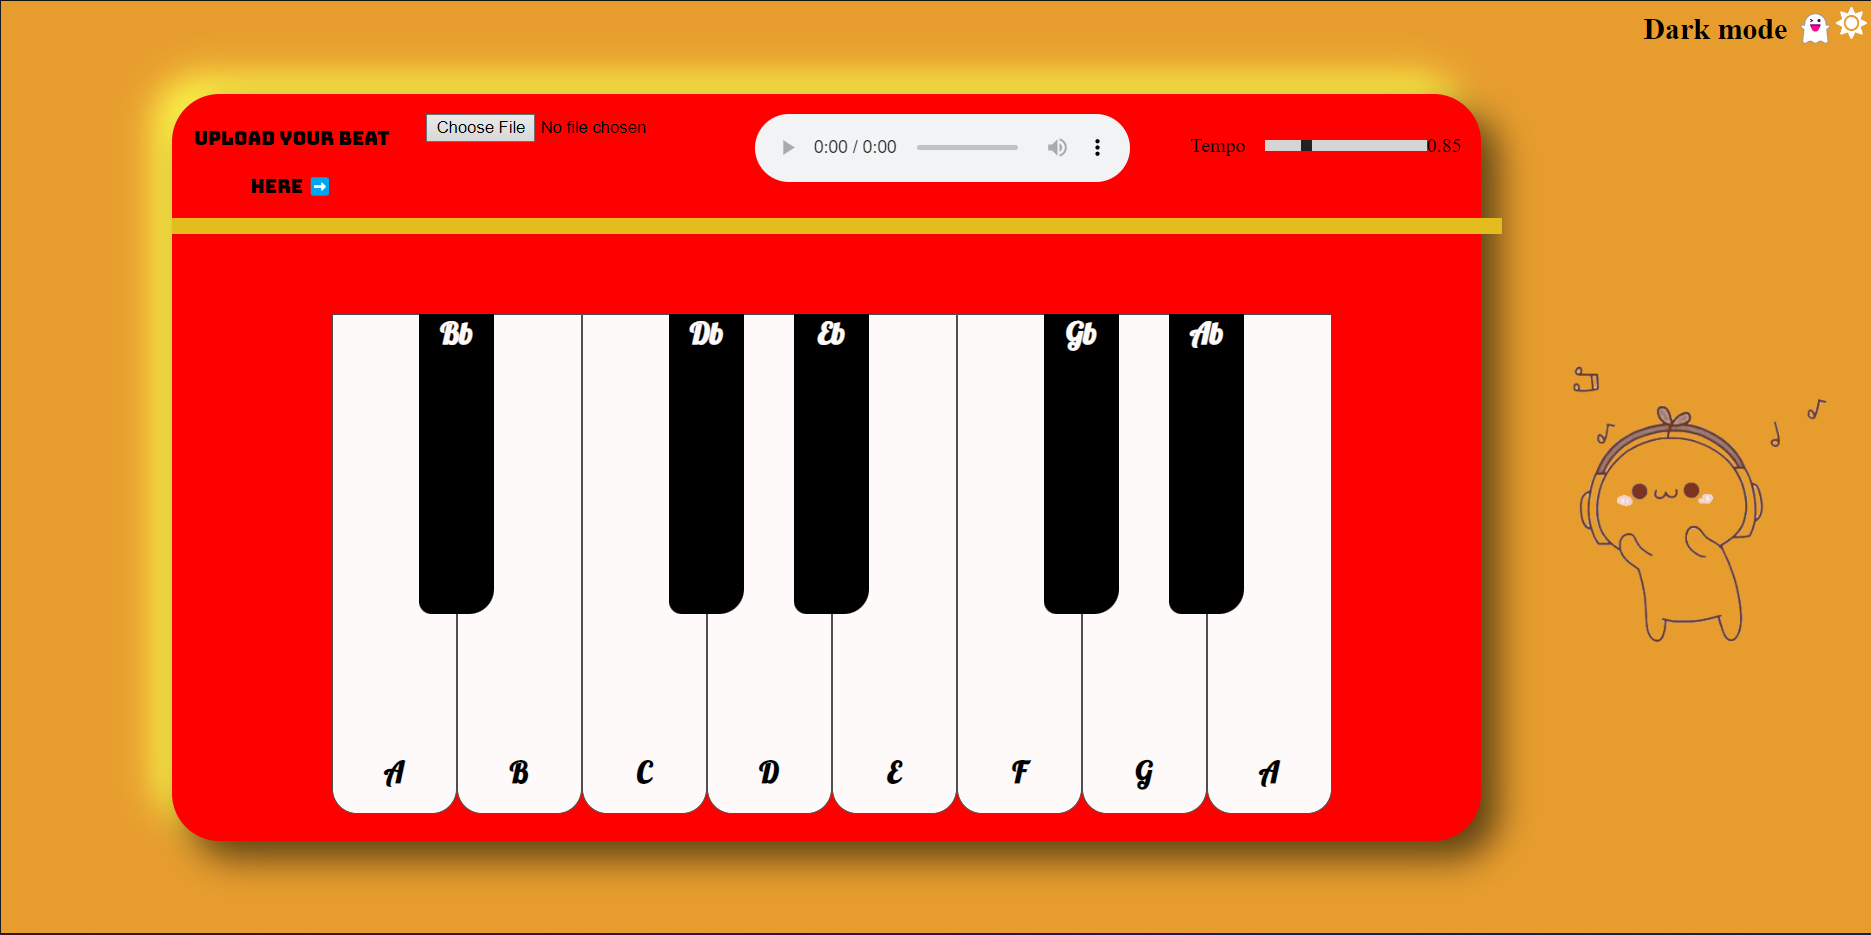 Dark mode 👻
UPLOAD YOUR BEAT
HERE ➡️
Choose File No file chosen
0:00 / 0:00
Tempo 0.85
Bb Db Eb Gb Ab
A B C D E F G A